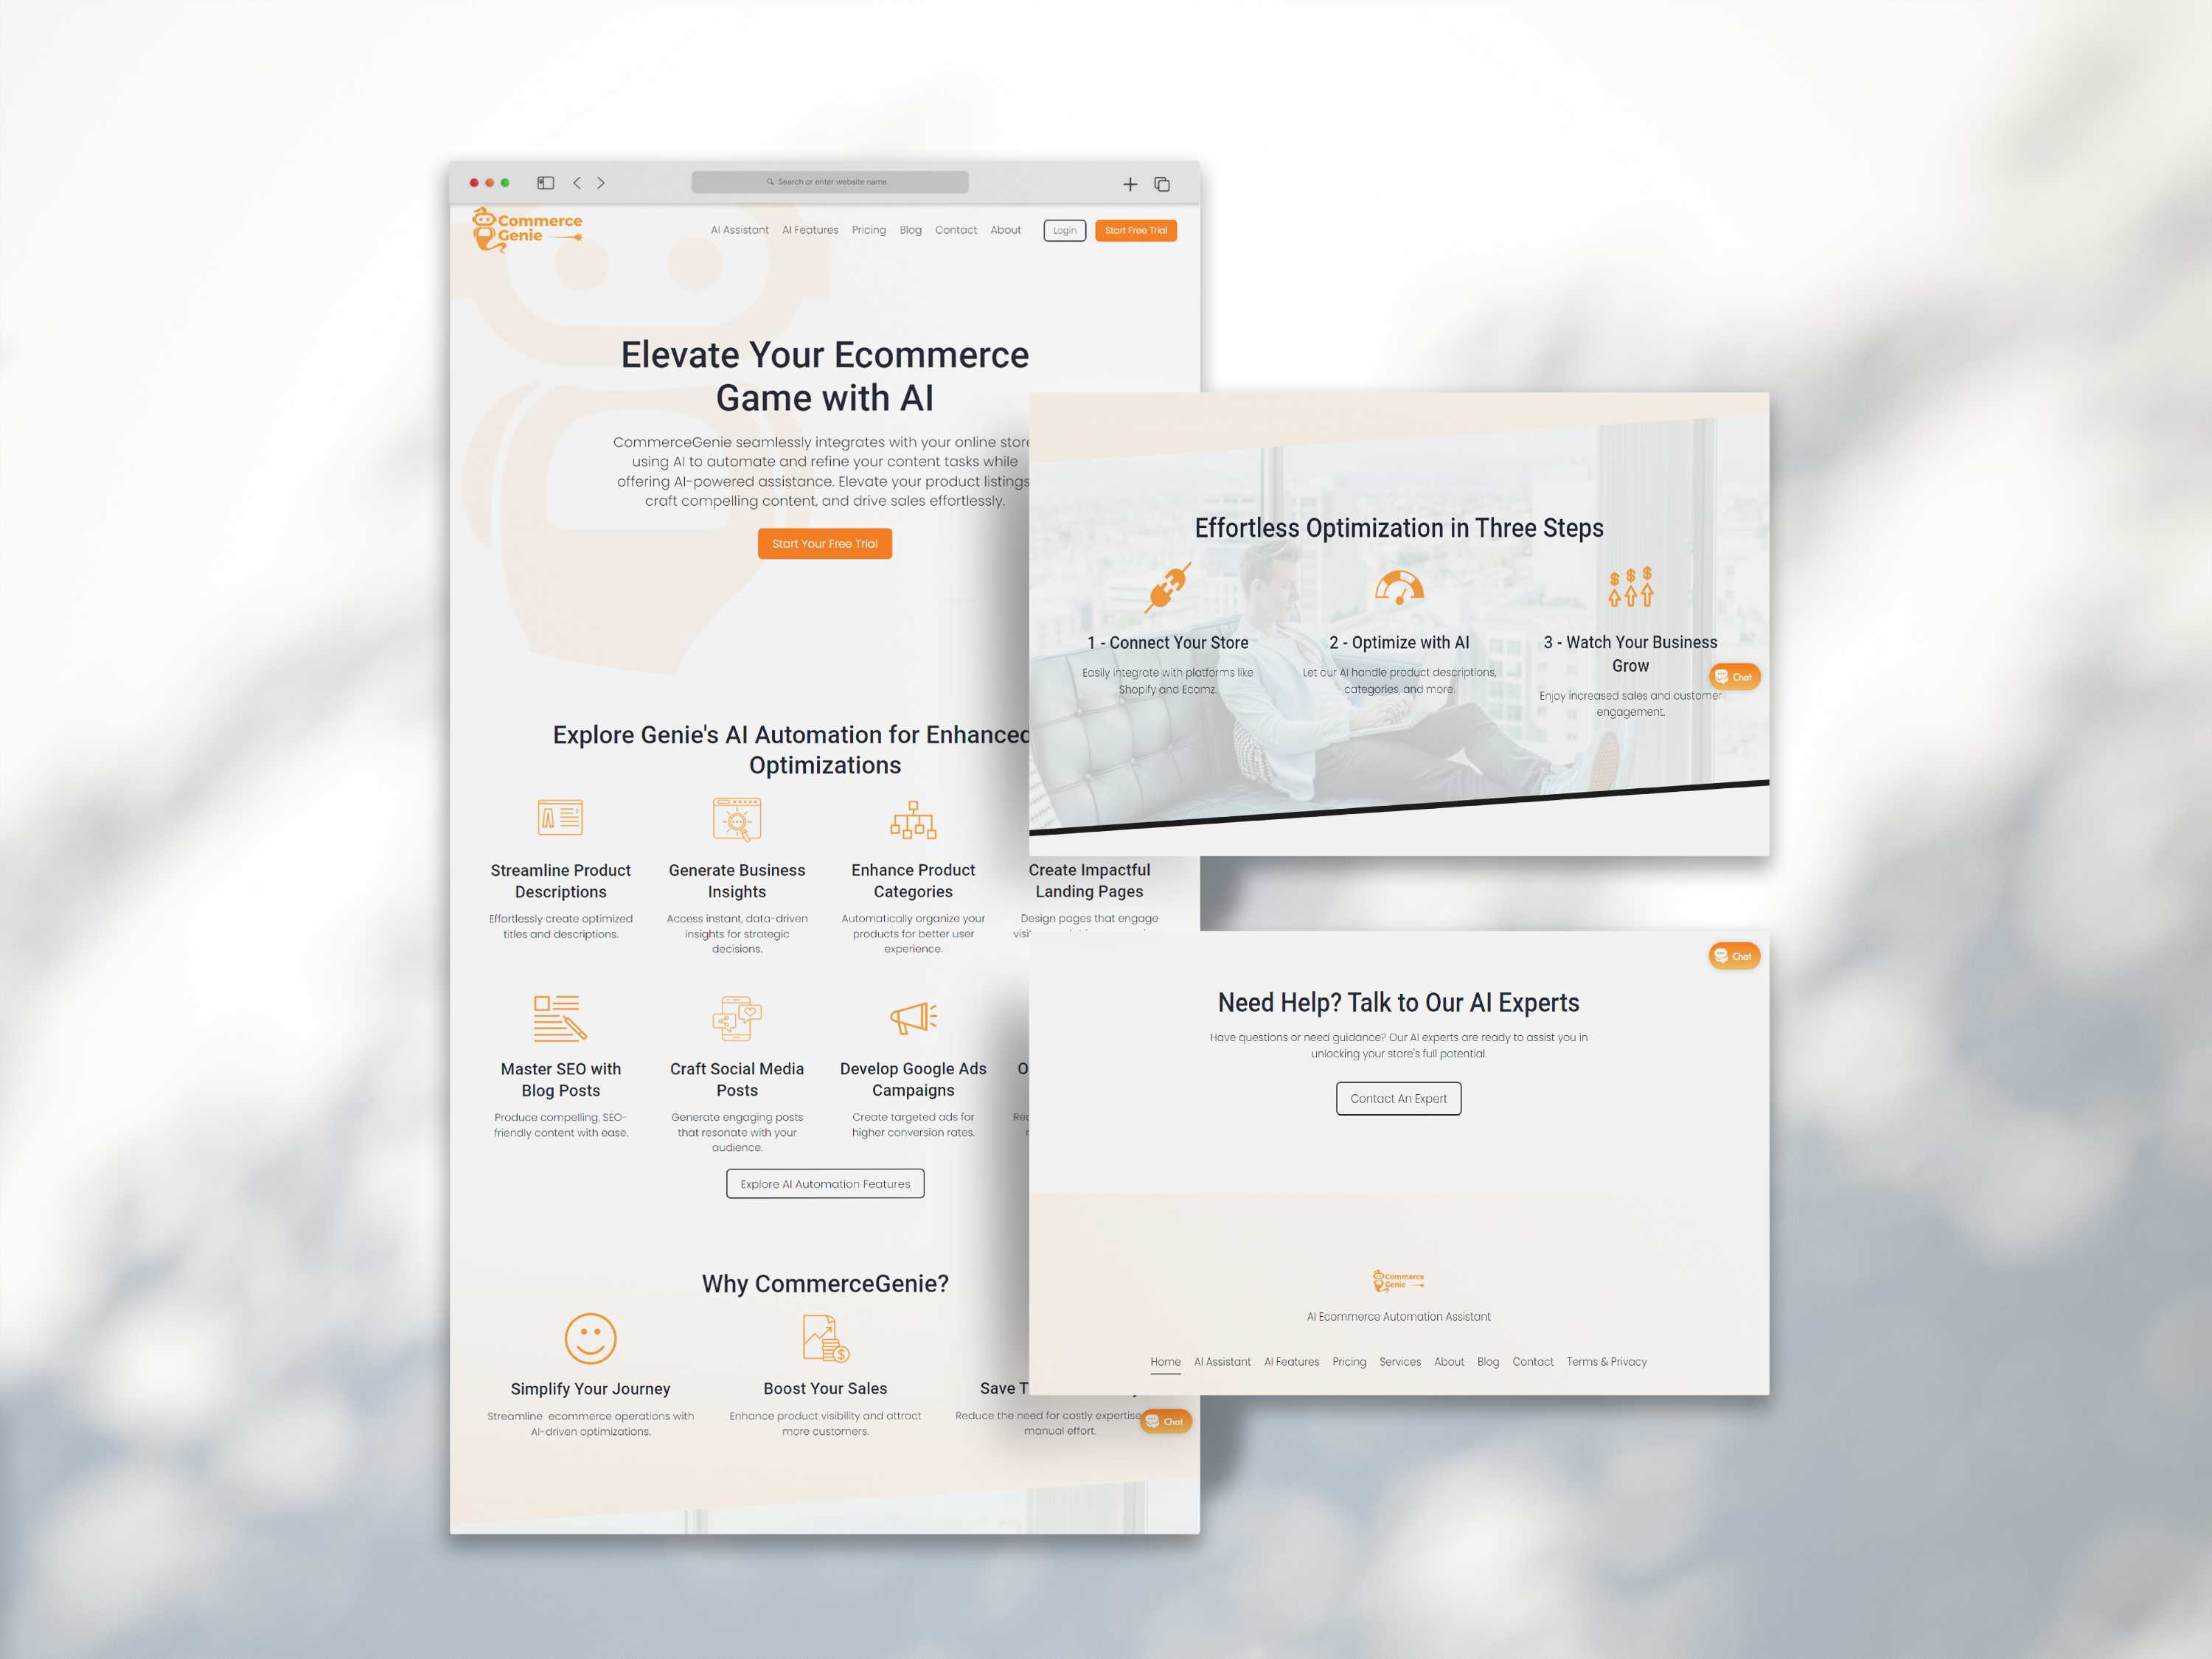 Search or enter website name
Commerce
Genie
AI Assistant AI Features Pricing Blog Contact About Login Start Free Trial
Elevate Your Ecommerce
Game with AI
CommerceGenie seamlessly integrates with your online store
using AI to automate and refine your content tasks while
offering AI-powered assistance. Elevate your product listings
craft compelling content, and drive sales effortlessly.
Start Your Free Trial
Explore Genie's AI Automation for Enhanced
Optimizations
Streamline Product
Descriptions
Effortlessly create optimized
titles and descriptions.
Generate Business
Insights
Access instant, data-driven
insights for strategic
decisions.
Enhance Product
Categories
Automatically organize your
products for better user
experience.
Create Impactful
Landing Pages
Design pages that engage
Master SEO with
Blog Posts
Produce compelling, SEO-
friendly content with ease.
Craft Social Media
Posts
Generate engaging posts
that resonate with your
audience.
Develop Google Ads
Campaigns
Create targeted ads for
higher conversion rates.
Explore AI Automation Features
Why CommerceGenie?
Simplify Your Journey
Streamline ecommerce operations with
AI-driven optimizations.
Boost Your Sales
Enhance product visibility and attract
more customers.
Save
Reduce the need for costly expertise
manual effort.
Chat
Effortless Optimization in Three Steps
1 - Connect Your Store
Easily integrate with platforms like
Shopify and Ecomz.
2 - Optimize with AI
Let our AI handle product descriptions,
categories, and more.
3 - Watch Your Business
Grow
Enjoy increased sales and customer
engagement.
Chat
Chat
Need Help? Talk to Our AI Experts
Have questions or need guidance? Our AI experts are ready to assist you in
unlocking your store's full potential.
Contact An Expert
Commerce
Genie
AI Ecommerce Automation Assistant
Home AI Assistant AI Features Pricing Services About Blog Contact Terms & Privacy